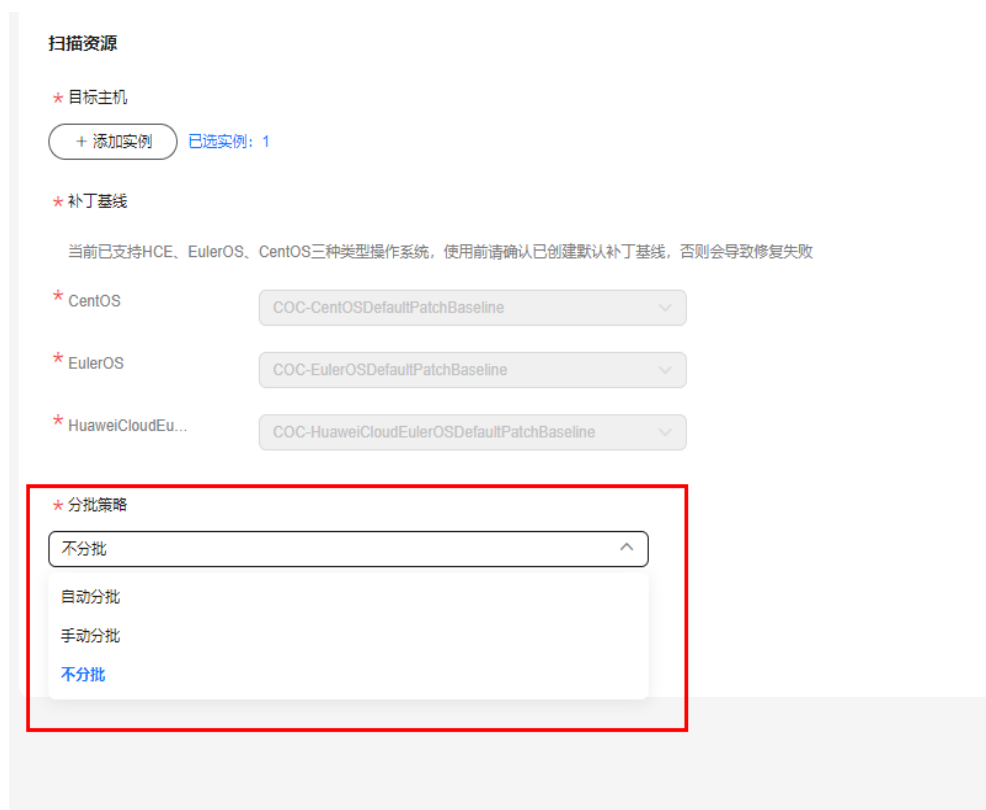 扫描资源
* 目标主机
+ 添加实例 已选实例: 1
* 补丁基线
当前已支持HCE、EulerOS、CentOS三种类型操作系统，使用前请确认已创建默认补丁基线，否则会导致修复失败
* CentOS COC-CentOSDefaultPatchBaseline
* EulerOS COC-EulerOSDefaultPatchBaseline
* HuaweiCloudEu... COC-HuaweiCloudEulerOSDefaultPatchBaseline
* 分批策略
不分批
自动分批
手动分批
不分批